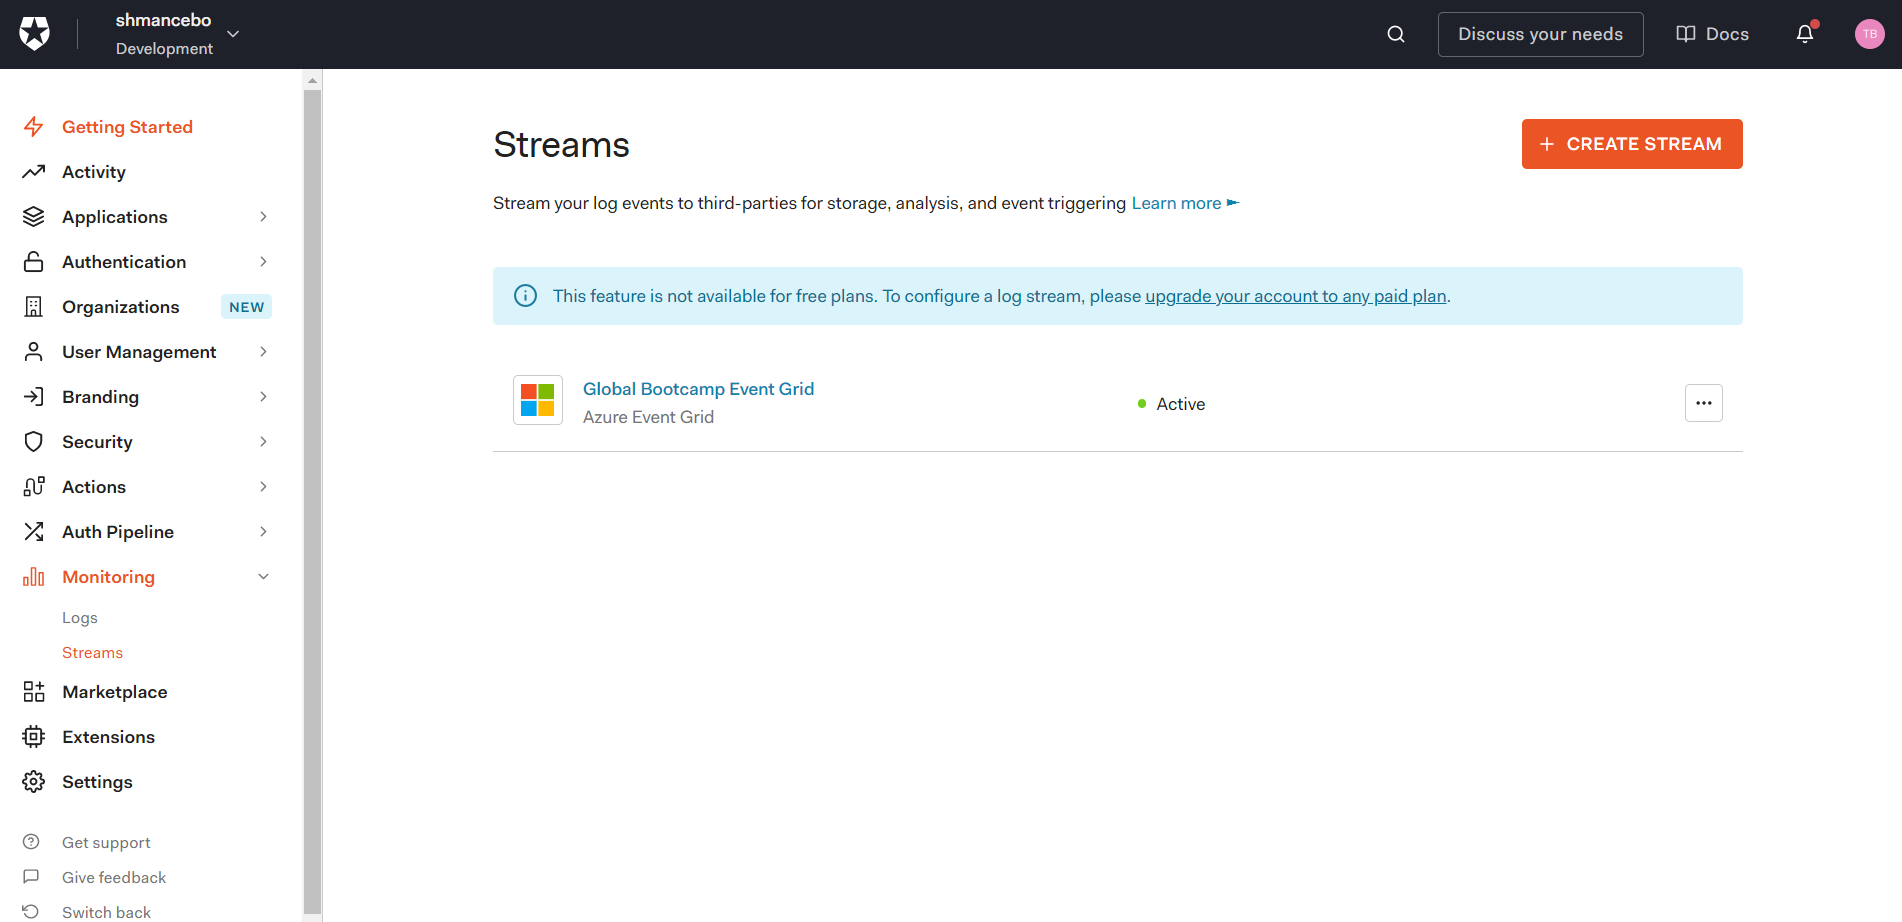 shmancebo
Development
Discuss your needs
Docs
TB
Getting Started
Activity
Applications
Authentication
Organizations NEW
User Management
Branding
Security
Actions
Auth Pipeline
Monitoring
Logs
Streams
Marketplace
Extensions
Settings
Get support
Give feedback
Switch back
Streams
+ CREATE STREAM
Stream your log events to third-parties for storage, analysis, and event triggering Learn more ►
This feature is not available for free plans. To configure a log stream, please upgrade your account to any paid plan.
Global Bootcamp Event Grid
Azure Event Grid
Active